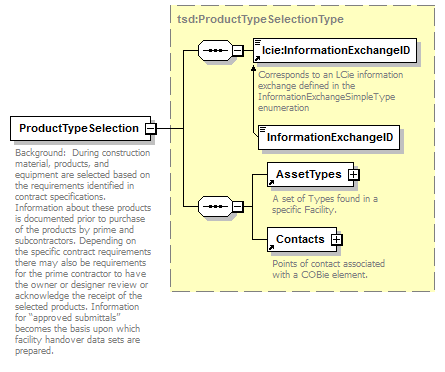 tsd:ProductTypeSelectionType
lcie:InformationExchangeID
Corresponds to an LCie information
exchange defined in the
InformationExchangeSimpleType
enumeration
InformationExchangeID
ProductTypeSelection
Background:  During construction
material, products, and
equipment are selected based on
the requirements identified in
contract specifications.
Information about these products
is documented prior to purchase
of the products by prime and
subcontractors. Depending on
the specific contract requirements
there may also be requirements
for the prime contractor to have
the owner or designer review or
acknowledge the receipt of the
selected products. Information
for “approved submittals”
becomes the basis upon which
facility handover data sets are
prepared.
AssetTypes
A set of Types found in a
specific Facility.
Contacts
Points of contact associated
with a COBie element.